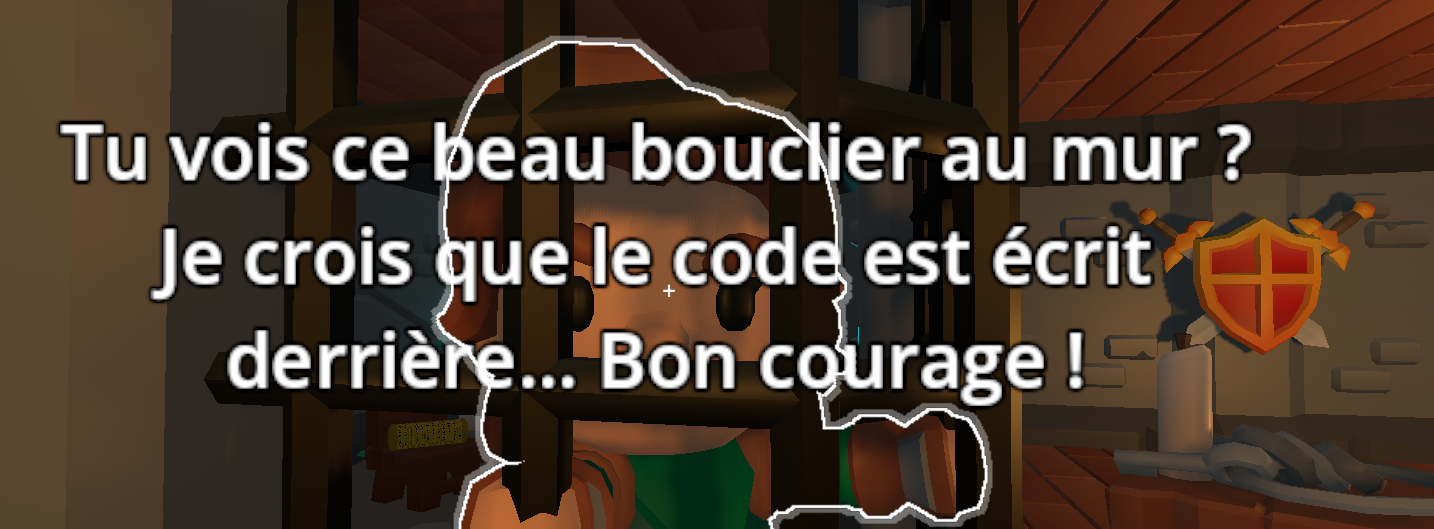 Tu vois ce beau bouclier au mur ?
Je crois que le code est écrit
derrière... Bon courage !